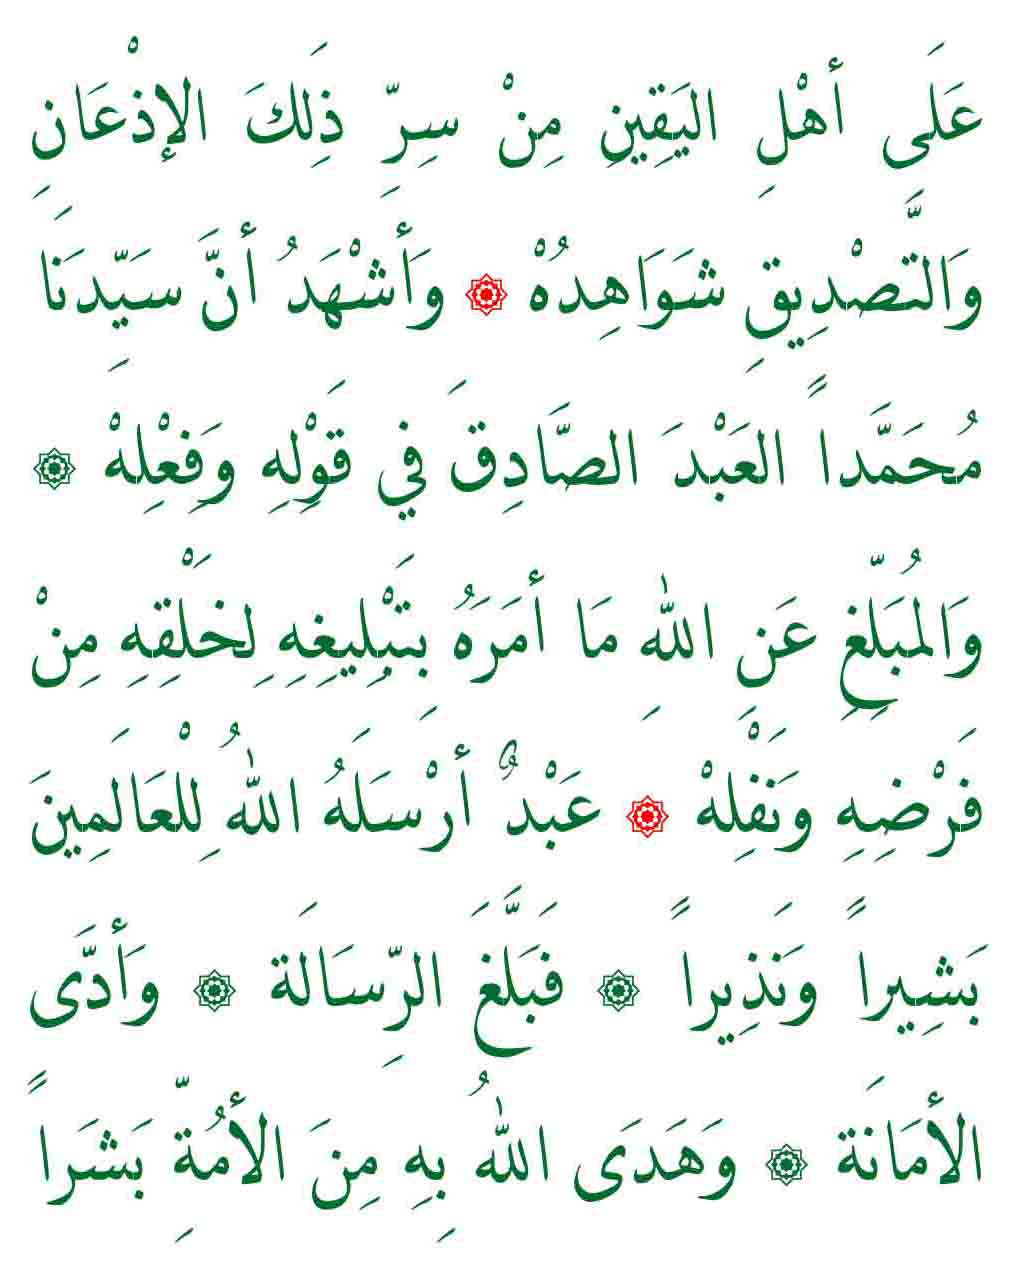 عَلَى أَهْلِ اليَقِينِ مِنْ سِرِّ ذَلِكَ الإِذْعَانِ
وَالتَّصْدِيقِ شَوَاهِدُهْ ۞ وَأَشْهَدُ أَنَّ سَيِّدَنَا
مُحَمَّداً العَبْدَ الصَّادِقَ فِي قَوْلِهِ وَفِعْلِهْ ۞
وَالمُبَلِّغِ عَنِ اللهِ مَا أَمَرَهُ بِتَبْلِيغِهِ لِخَلْقِهِ مِنْ
فَرْضِهِ وَنَفْلِهْ ۞ عَبْدٌ أَرْسَلَهُ اللهُ لِلْعَالَمِينَ
بَشِيراً وَنَذِيراً ۞ فَبَلَّغَ الرِّسَالَة ۞ وَأَدَّى
الأَمَانَة ۞ وَهَدَى اللهُ بِهِ مِنَ الأُمَّةِ بَشَراً